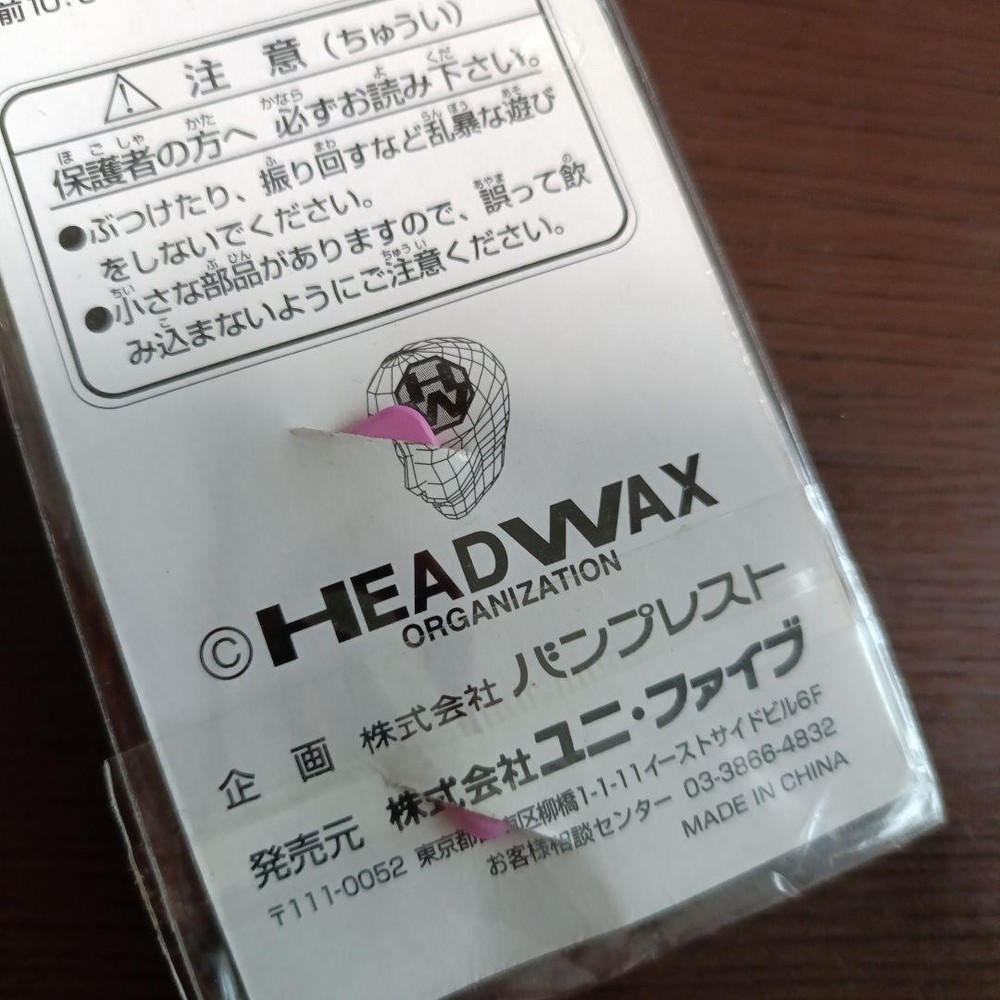 注意(ちゅうい)
保護者の方へ 必ずお読み下さい。
●ぶつけたり、振り回すなど乱暴な遊び
をしないでください。
●小さな部品がありますので、誤って飲
み込まないようにご注意ください。
HW
©HEADWAX
ORGANIZATION
企画 株式会社 バンプレスト
発売元 株式会社ユニ・ファイブ
〒111-0052 東京都 東区柳橋1-1-11イーストサイドビル6F
お客様相談センター 03-3866-4832
MADE IN CHINA